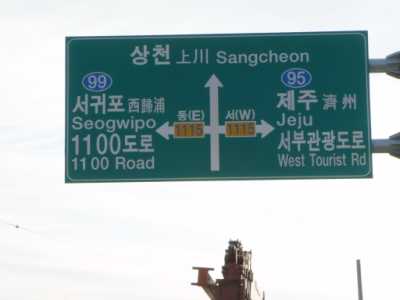 상천 上川 Sangcheon
99
서귀포 西歸浦
Seogwipo
1100도로
1100 Road
동(E)
1115
서(W)
1115
95
제주 濟州
Jeju
서부관광도로
West Tourist Rd